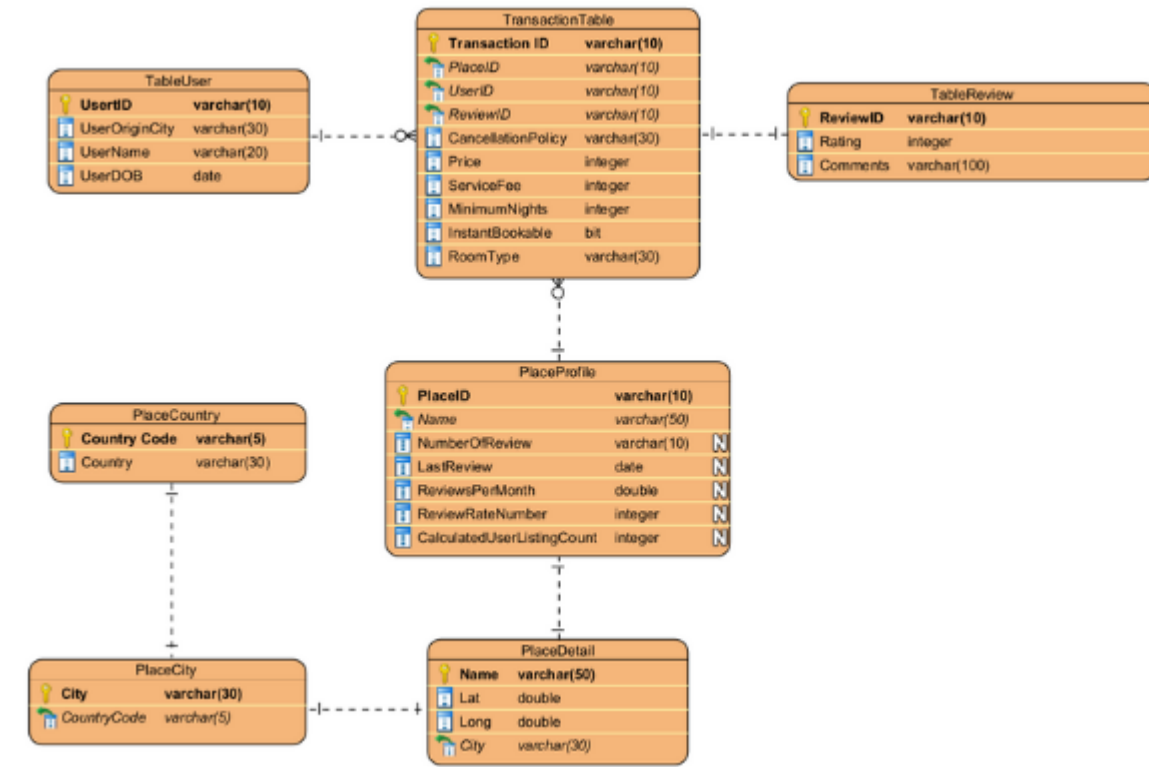 TransactionTable
Transaction ID varchar(10)
PlaceID varchar(10)
UserID varchar(10)
ReviewID varchar(10)
CancellationPolicy varchar(30)
Price integer
ServiceFee integer
MinimumNights integer
InstantBookable bit
RoomType varchar(30)
TableUser
UsertID varchar(10)
UserOriginCity varchar(30)
UserName varchar(20)
UserDOB date
TableReview
ReviewID varchar(10)
Rating integer
Comments varchar(100)
PlaceProfile
PlaceID varchar(10)
Name varchar(50)
NumberOfReview varchar(10) N
LastReview date N
ReviewsPerMonth double N
ReviewRateNumber integer N
CalculatedUserListingCount integer N
PlaceCountry
Country Code varchar(5)
Country varchar(30)
PlaceCity
City varchar(30)
CountryCode varchar(5)
PlaceDetail
Name varchar(50)
Lat double
Long double
City varchar(30)